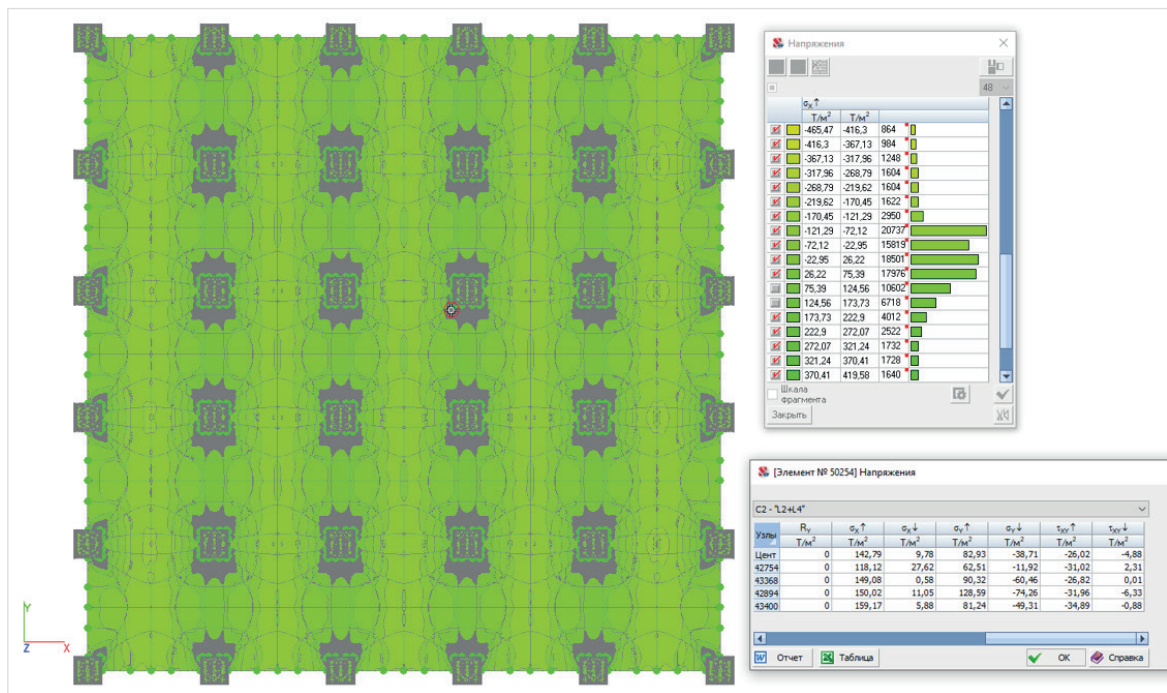 Напряжения
48
σX↑
Т/м² Т/м²
-465,47 -416,3 864
-416,3 -367,13 984
-367,13 -317,96 1248
-317,96 -268,79 1604
-268,79 -219,62 1604
-219,62 -170,45 1622
-170,45 -121,29 2950
-121,29 -72,12 20737
-72,12 -22,95 15819
-22,95 26,22 18501
26,22 75,39 17976
75,39 124,56 10602
124,56 173,73 6718
173,73 222,9 4012
222,9 272,07 2522
272,07 321,24 1732
321,24 370,41 1728
370,41 419,58 1640
Шкала
фрагмента
Закрыть
[Элемент № 50254] Напряжения
C2 - "L2+L4"
Узлы RY σX↑ σX↓ σY↑ σY↓ τXY↑ τXY↓
Т/м² Т/м² Т/м² Т/м² Т/м² Т/м² Т/м²
Цент 0 142,79 9,78 82,93 -38,71 -26,02 -4,88
42754 0 118,12 27,62 62,51 -11,92 -31,02 2,31
43368 0 149,08 0,58 90,32 -60,46 -26,82 0,01
42894 0 150,02 11,05 128,59 -74,26 -31,96 -6,33
43400 0 159,17 5,88 81,24 -49,31 -34,89 -0,88
Отчет Таблица OK Справка
Y
Z X